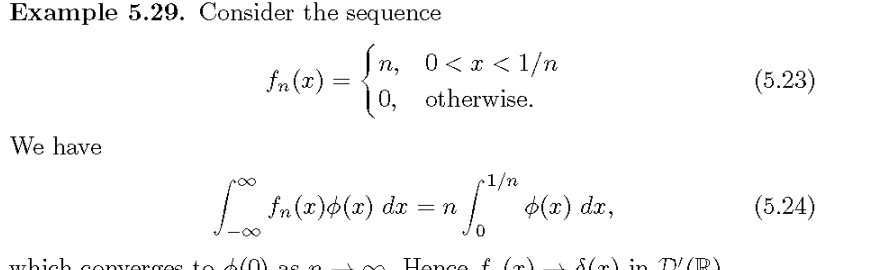 Example 5.29. Consider the sequence
f_n(x) = { n, 0 < x < 1/n
0, otherwise. (5.23)
We have
∫_{−∞}^{∞} f_n(x)ϕ(x) dx = n ∫_0^{1/n} ϕ(x) dx, (5.24)
which converges to ϕ(0) as n → ∞. Hence f_n(x) → δ(x) in D′(ℝ)